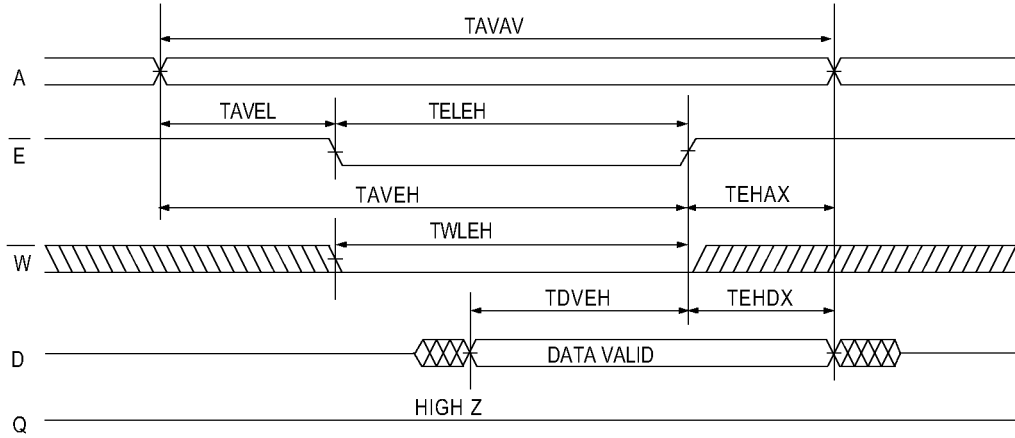 TAVAV
A
TAVEL TELEH
E
TAVEH TEHAX
TWLEH
W
TDVEH TEHDX
D DATA VALID
HIGH Z
Q